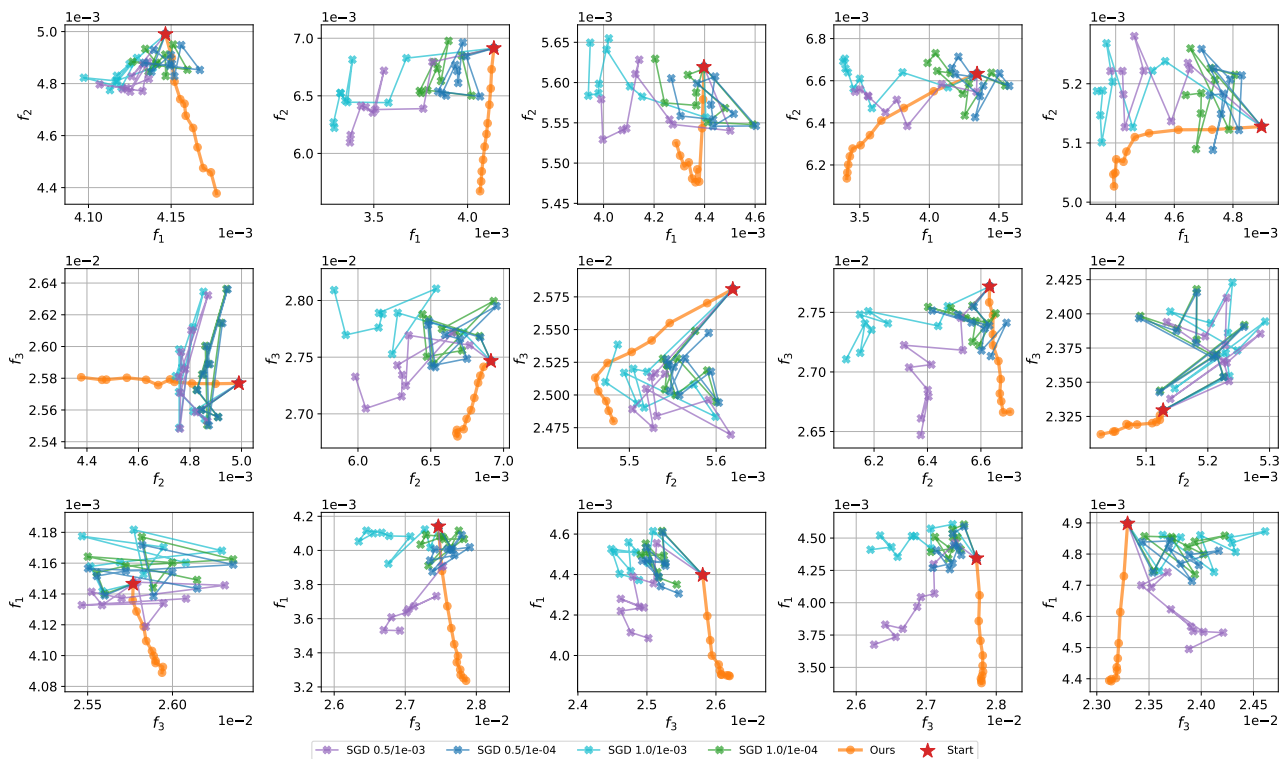 1e−3
5.0
4.8
4.6
4.4
f2
4.10 4.15
f1 1e−3
1e−3
7.0
6.5
6.0
f2
3.5 4.0
f1 1e−3
1e−3
5.65
5.60
5.55
5.50
5.45
f2
4.0 4.2 4.4 4.6
f1 1e−3
1e−3
6.8
6.6
6.4
6.2
f2
3.5 4.0 4.5
f1 1e−3
1e−3
5.2
5.1
5.0
f2
4.4 4.6 4.8
f1 1e−3
1e−2
2.64
2.62
2.60
2.58
2.56
2.54
f3
4.4 4.6 4.8 5.0
f2 1e−3
1e−2
2.80
2.75
2.70
f3
6.0 6.5 7.0
f2 1e−3
1e−2
2.575
2.550
2.525
2.500
2.475
f3
5.5 5.6
f2 1e−3
1e−2
2.75
2.70
2.65
f3
6.2 6.4 6.6
f2 1e−3
1e−2
2.425
2.400
2.375
2.350
2.325
f3
5.1 5.2 5.3
f2 1e−3
1e−3
4.18
4.16
4.14
4.12
4.10
4.08
f1
2.55 2.60
f3 1e−2
1e−3
4.2
4.0
3.8
3.6
3.4
3.2
f1
2.6 2.7 2.8
f3 1e−2
1e−3
4.6
4.4
4.2
4.0
f1
2.4 2.5 2.6
f3 1e−2
1e−3
4.50
4.25
4.00
3.75
3.50
f1
2.6 2.7 2.8
f3 1e−2
1e−3
4.9
4.8
4.7
4.6
4.5
4.4
f1
2.30 2.35 2.40 2.45
f3 1e−2
SGD 0.5/1e-03 SGD 0.5/1e-04 SGD 1.0/1e-03 SGD 1.0/1e-04 Ours Start